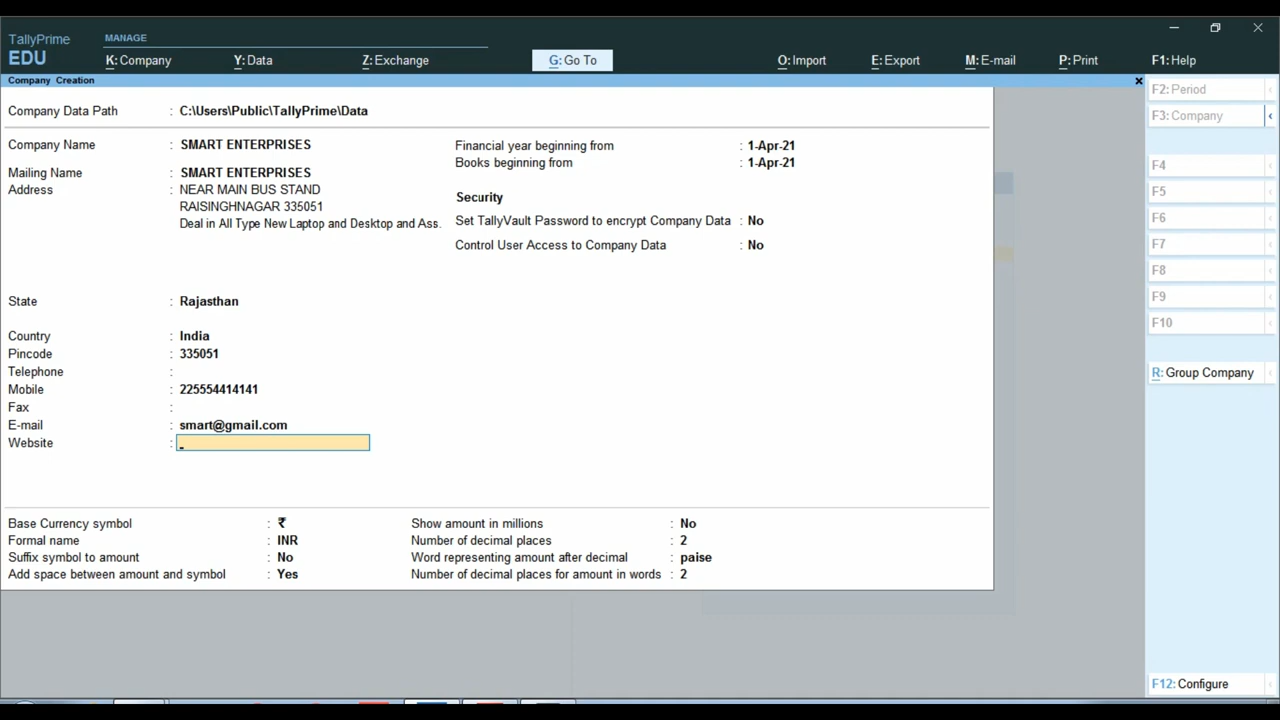 TallyPrime
EDU
MANAGE
K: Company
Y: Data
Z: Exchange
G: Go To
O: Import
E: Export
M: E-mail
P: Print
F1: Help
Company Creation
Company Data Path : C:\Users\Public\TallyPrime\Data
Company Name : SMART ENTERPRISES
Mailing Name : SMART ENTERPRISES
Address : NEAR MAIN BUS STAND
RAISINGHNAGAR 335051
Deal in All Type New Laptop and Desktop and Ass.
State : Rajasthan
Country : India
Pincode : 335051
Telephone :
Mobile : 225554414141
Fax :
E-mail : smart@gmail.com
Website :
Financial year beginning from : 1-Apr-21
Books beginning from : 1-Apr-21
Security
Set TallyVault Password to encrypt Company Data : No
Control User Access to Company Data : No
Base Currency symbol : ₹
Formal name : INR
Suffix symbol to amount : No
Add space between amount and symbol : Yes
Show amount in millions : No
Number of decimal places : 2
Word representing amount after decimal : paise
Number of decimal places for amount in words : 2
F2: Period
F3: Company
F4
F5
F6
F7
F8
F9
F10
R: Group Company
F12: Configure